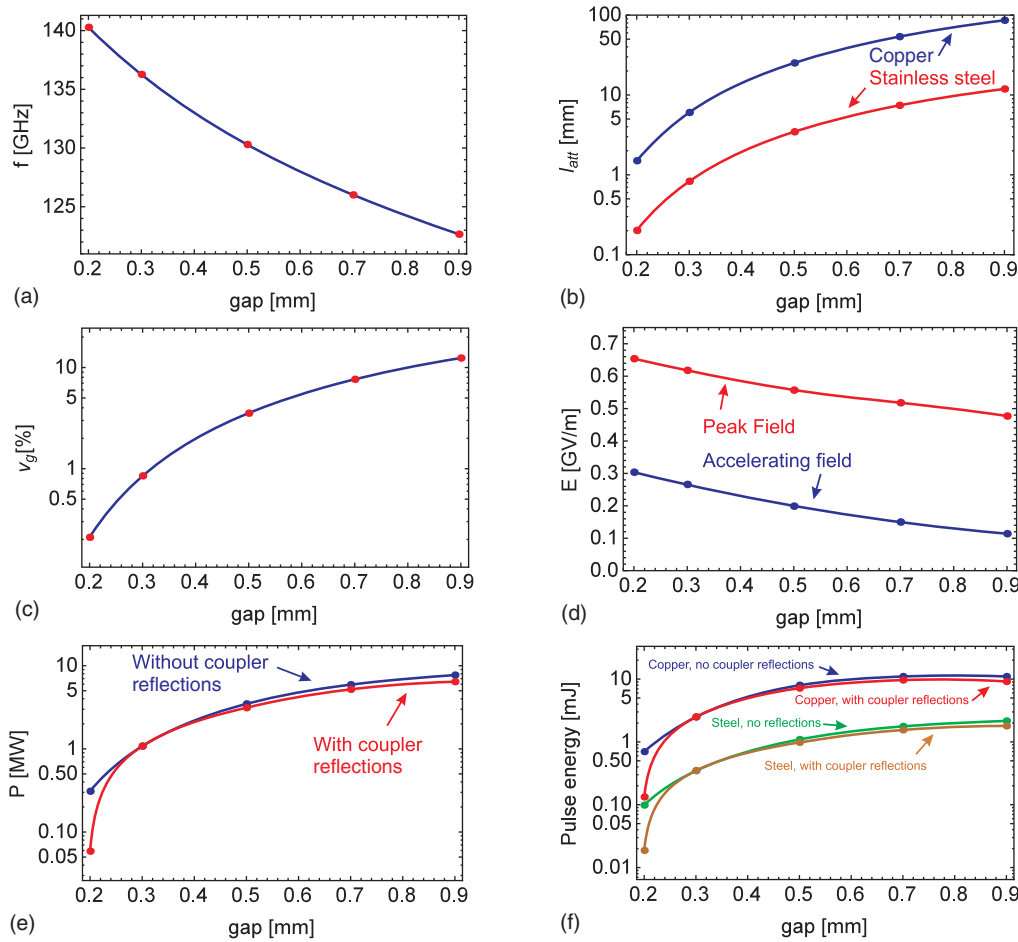 140
135
130
125
f [GHz]
0.2 0.3 0.4 0.5 0.6 0.7 0.8 0.9
gap [mm]
(a)
100
50
10
5
1
0.5
0.1
l_att [mm]
Copper
Stainless steel
0.2 0.3 0.4 0.5 0.6 0.7 0.8 0.9
gap [mm]
(b)
10
5
1
0.5
v_g[%]
0.2 0.3 0.4 0.5 0.6 0.7 0.8 0.9
gap [mm]
(c)
0.7
0.6
0.5
0.4
0.3
0.2
0.1
0.0
E [GV/m]
Peak Field
Accelerating field
0.2 0.3 0.4 0.5 0.6 0.7 0.8 0.9
gap [mm]
(d)
10
5
1
0.50
0.10
0.05
P [MW]
Without coupler
reflections
With coupler
reflections
0.2 0.3 0.4 0.5 0.6 0.7 0.8 0.9
gap [mm]
(e)
10
5
1
0.5
0.10
0.05
0.01
Pulse energy [mJ]
Copper, no coupler reflections
Copper, with coupler reflections
Steel, no reflections
Steel, with coupler reflections
0.2 0.3 0.4 0.5 0.6 0.7 0.8 0.9
gap [mm]
(f)